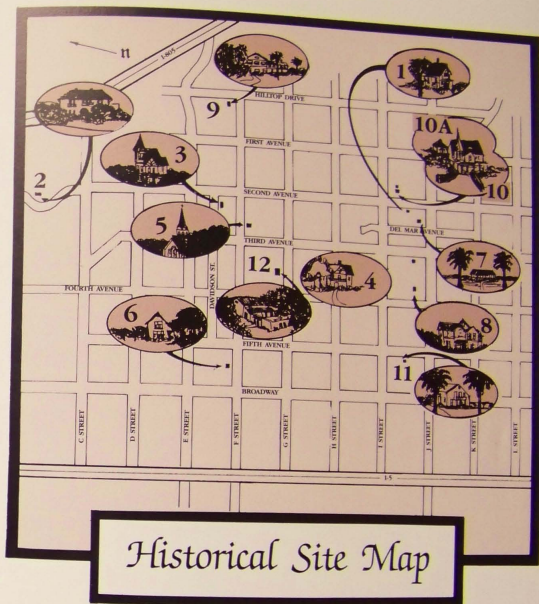 n
I-805
1
10A
9
HILLTOP DRIVE
3
FIRST AVENUE
2
10
SECOND AVENUE
5
DEL MAR AVENUE
THIRD AVENUE
7
12
4
DAVIDSON ST.
FOURTH AVENUE
6
8
FIFTH AVENUE
11
BROADWAY
C STREET
D STREET
E STREET
F STREET
G STREET
H STREET
I STREET
J STREET
K STREET
L STREET
I-5
Historical Site Map